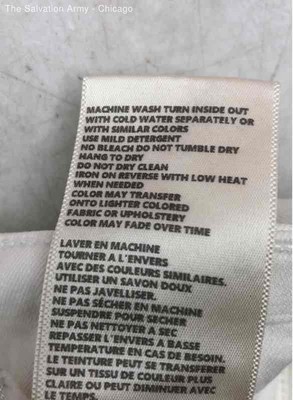 The Salvation Army - Chicago
MACHINE WASH TURN INSIDE OUT
WITH COLD WATER SEPARATELY OR
WITH SIMILAR COLORS
USE MILD DETERGENT
NO BLEACH DO NOT TUMBLE DRY
HANG TO DRY
DO NOT DRY CLEAN
IRON ON REVERSE WITH LOW HEAT
WHEN NEEDED
COLOR MAY TRANSFER
ONTO LIGHTER COLORED
FABRIC OR UPHOLSTERY
COLOR MAY FADE OVER TIME
LAVER EN MACHINE
TOURNER A L'ENVERS
AVEC DES COULEURS SIMILAIRES.
UTILISER UN SAVON DOUX
NE PAS JAVELLISER.
NE PAS SÉCHER EN MACHINE
SUSPENDRE POUR SÉCHER
NE PAS NETTOYER A SEC
REPASSER L'ENVERS A BASSE
TEMPERATURE EN CAS DE BESOIN.
LE TEINTURE PEUT SE TRANSFERER
SUR UN TISSU DE COULEUR PLUS
CLAIRE OU PEUT DIMINUER AVEC
LE TEMPS.